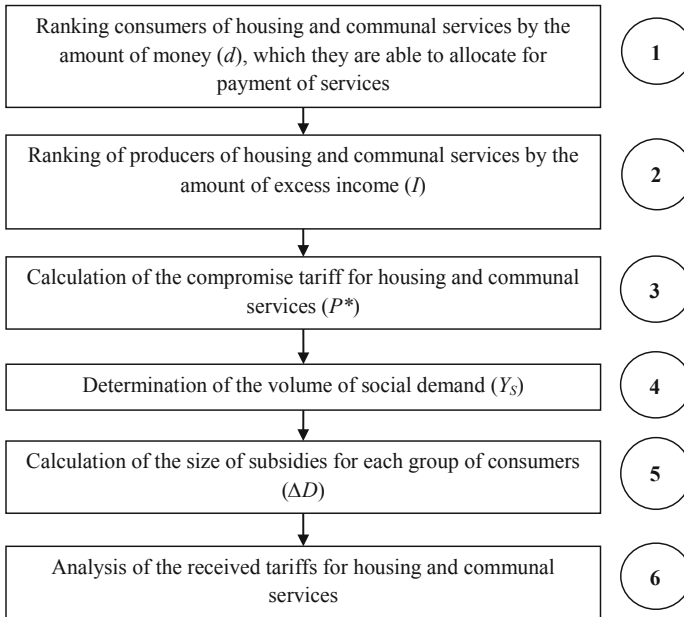 Ranking consumers of housing and communal services by the
amount of money (d), which they are able to allocate for
payment of services
1
Ranking of producers of housing and communal services by the
amount of excess income (I)
2
Calculation of the compromise tariff for housing and communal
services (P*)
3
Determination of the volume of social demand (Y_S)
4
Calculation of the size of subsidies for each group of consumers
(ΔD)
5
Analysis of the received tariffs for housing and communal
services
6